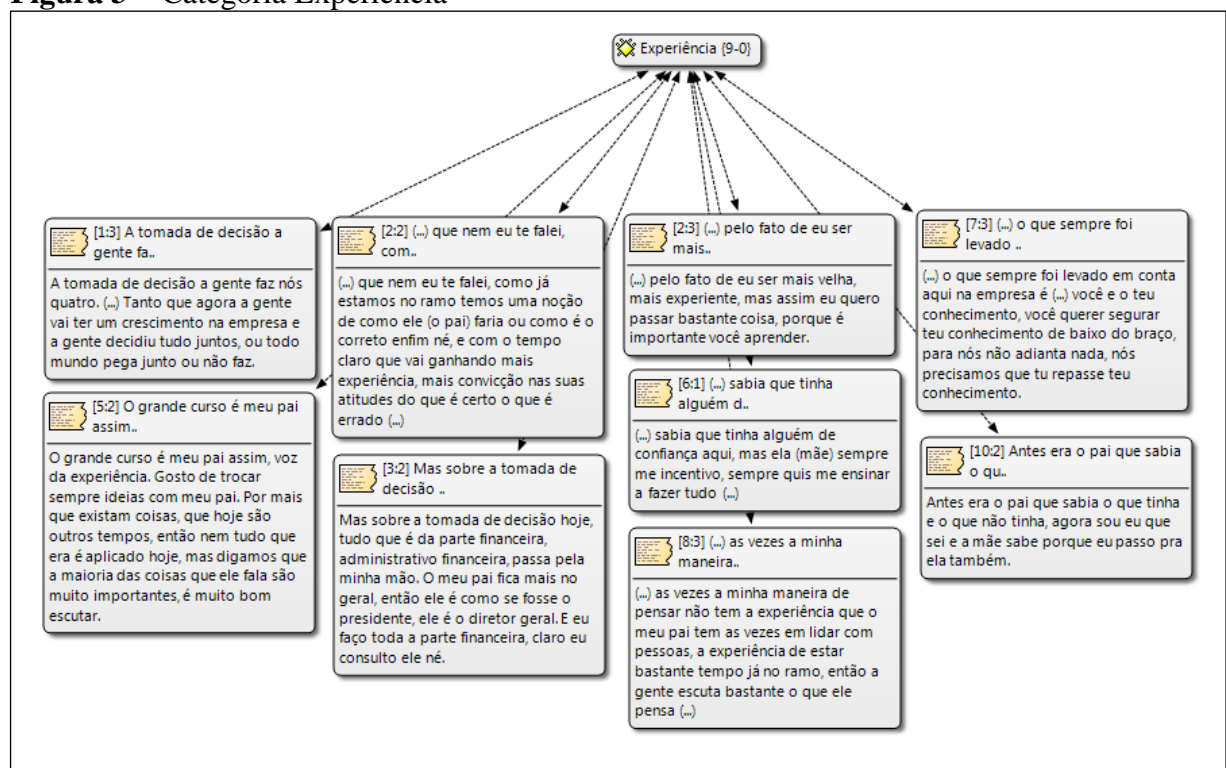 Figura 3 – Categoria Experiência
Experiência {9-0}
[1:3] A tomada de decisão a
gente fa..
A tomada de decisão a gente faz nós
quatro. (...) Tanto que agora a gente
vai ter um crescimento na empresa e
a gente decidiu tudo juntos, ou todo
mundo pega junto ou não faz.
[5:2] O grande curso é meu pai
assim..
O grande curso é meu pai assim, voz
da experiência. Gosto de trocar
sempre ideias com meu pai. Por mais
que existam coisas, que hoje são
outros tempos, então nem tudo que
era é aplicado hoje, mas digamos que
a maioria das coisas que ele fala são
muito importantes, é muito bom
escutar.
[2:2] (...) que nem eu te falei,
com..
(...) que nem eu te falei, como já
estamos no ramo temos uma noção
de como ele (o pai) faria ou como é o
correto enfim né, e com o tempo
claro que vai ganhando mais
experiência, mais convicção nas suas
atitudes do que é certo o que é
errado (...)
[3:2] Mas sobre a tomada de
decisão ..
Mas sobre a tomada de decisão hoje,
tudo que é da parte financeira,
administrativo financeira, passa pela
minha mão. O meu pai fica mais no
geral, então ele é como se fosse o
presidente, ele é o diretor geral. E eu
faço toda a parte financeira, claro eu
consulto ele né.
[2:3] (...) pelo fato de eu ser
mais..
(...) pelo fato de eu ser mais velha,
mais experiente, mas assim eu quero
passar bastante coisa, porque é
importante você aprender.
[6:1] (...) sabia que tinha
alguém d..
(...) sabia que tinha alguém de
confiança aqui, mas ela (mãe) sempre
me incentivo, sempre quis me ensinar
a fazer tudo (...)
[8:3] (...) as vezes a minha
maneira..
(...) as vezes a minha maneira de
pensar não tem a experiência que o
meu pai tem as vezes em lidar com
pessoas, a experiência de estar
bastante tempo já no ramo, então a
gente escuta bastante o que ele
pensa (...)
[7:3] (...) o que sempre foi
levado ..
(...) o que sempre foi levado em conta
aqui na empresa é (...) você e o teu
conhecimento, você querer segurar
teu conhecimento de baixo do braço,
para nós não adianta nada, nós
precisamos que tu repasse teu
conhecimento.
[10:2] Antes era o pai que sabia
o qu..
Antes era o pai que sabia o que tinha
e o que não tinha, agora sou eu que
sei e a mãe sabe porque eu passo pra
ela também.